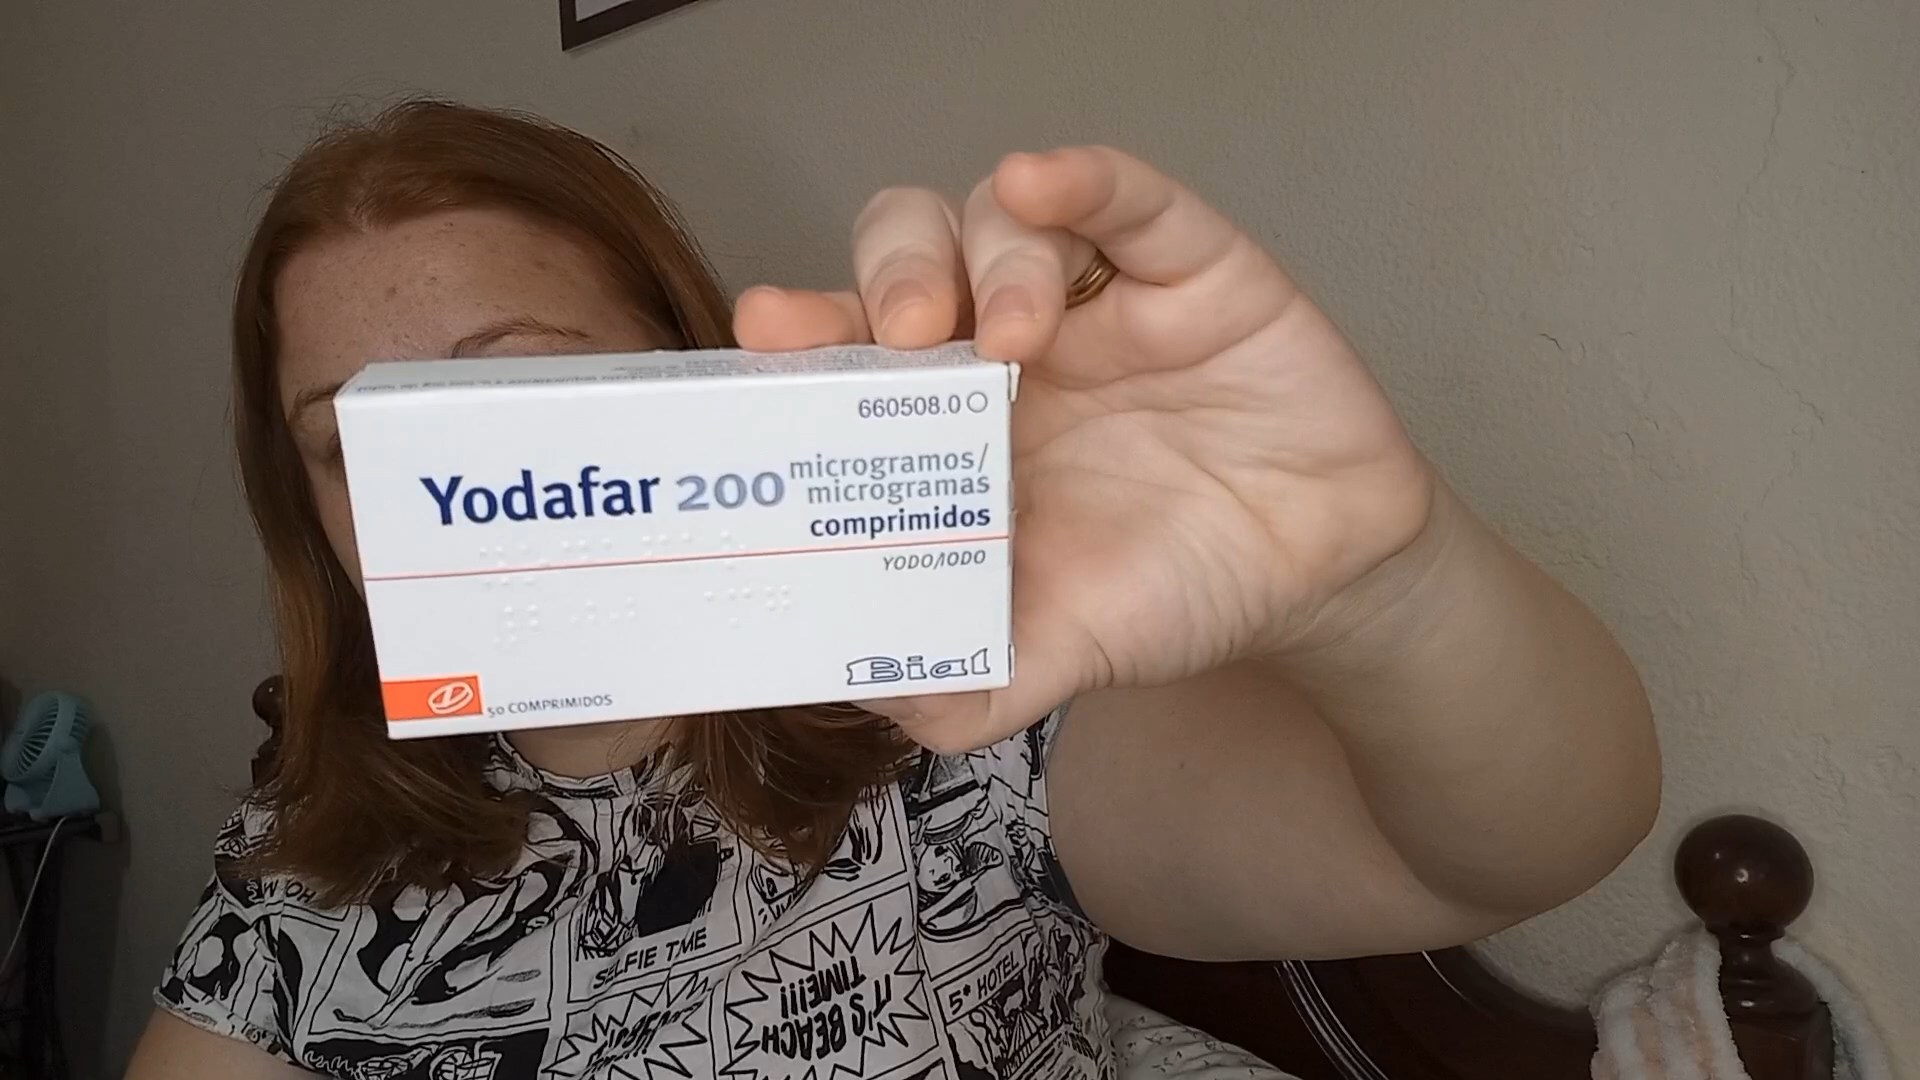 660508.0
Yodafar 200 microgramos/
microgramas
comprimidos
YODO/IODO
Bial
50 COMPRIMIDOS
SELFIE TIME
IT'S BEACH
TIME!!!
5* HOTEL